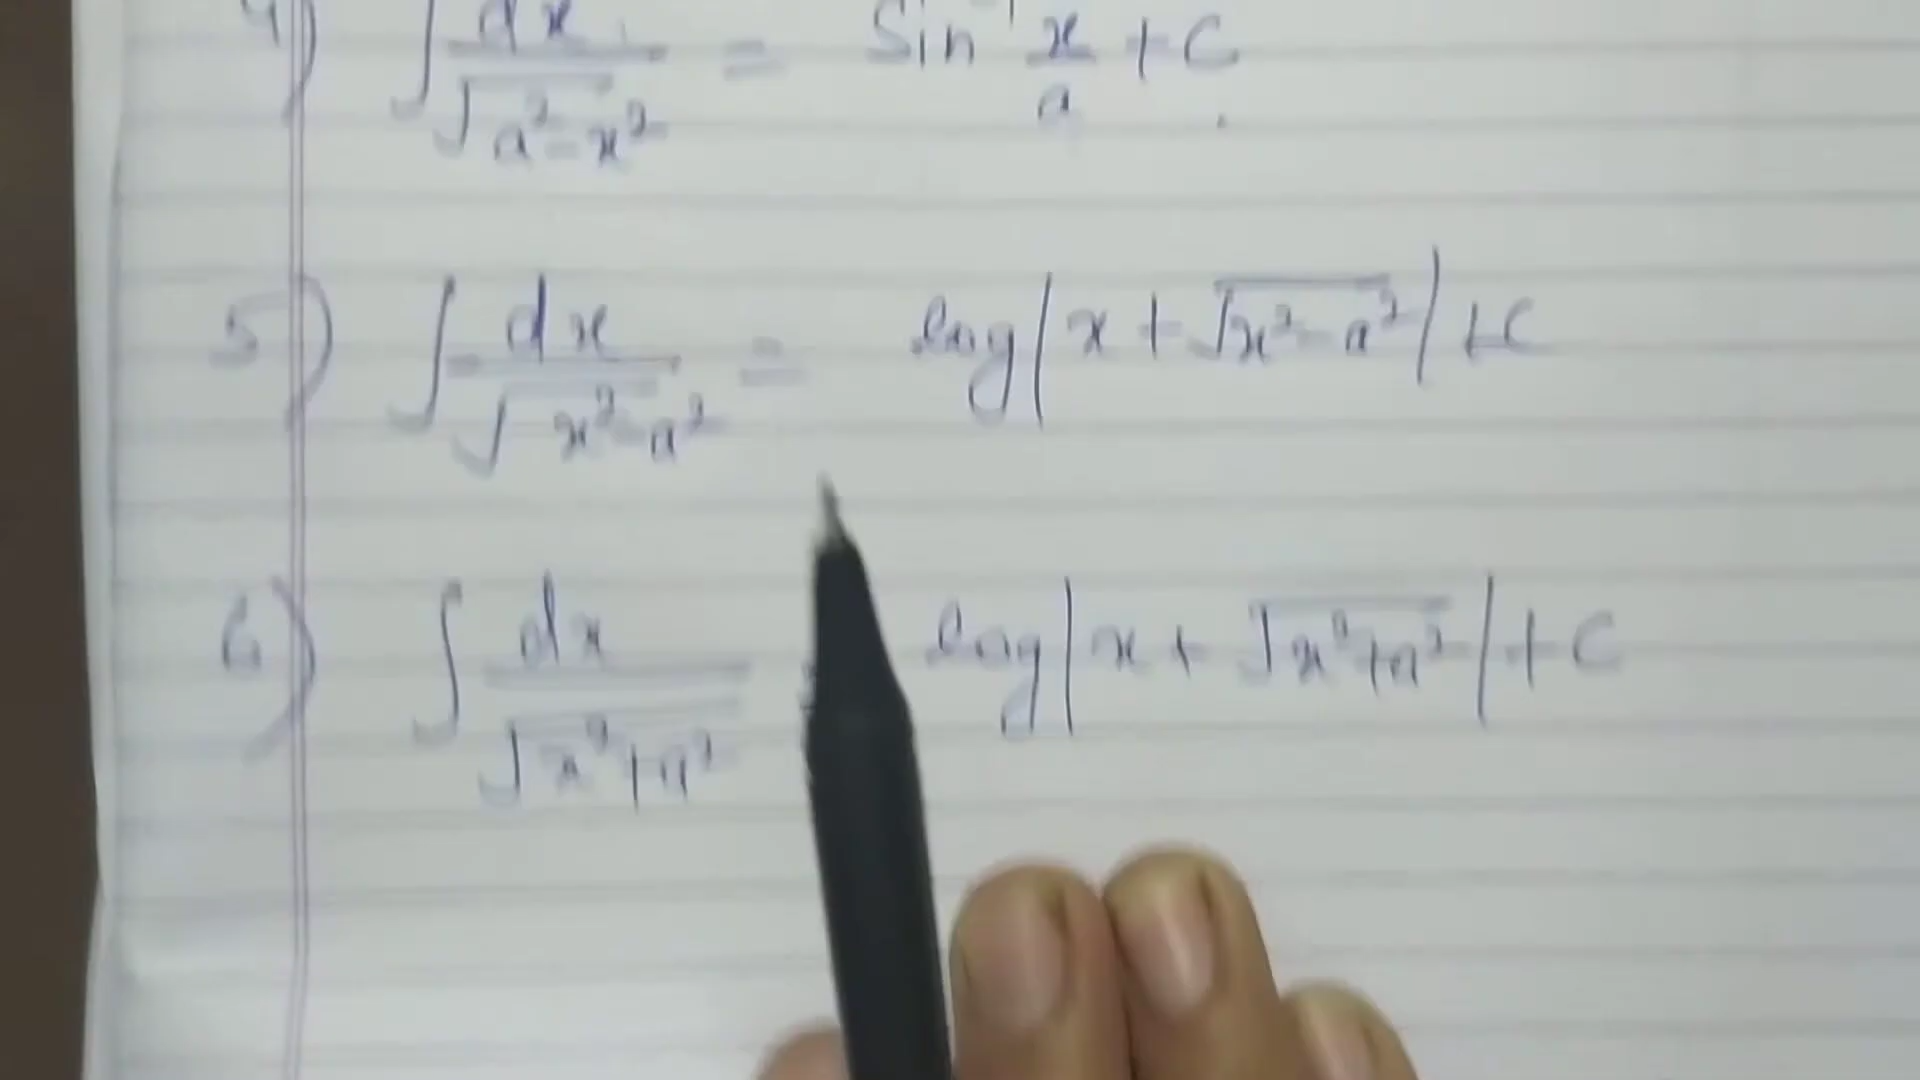 4) ∫ dx / √(a² - x²) = Sin⁻¹ x/a + C.
5) ∫ dx / √(x² - a²) = log | x + √(x² - a²) | + C
6) ∫ dx / √(x² + a²) log | x + √(x² + a²) | + C